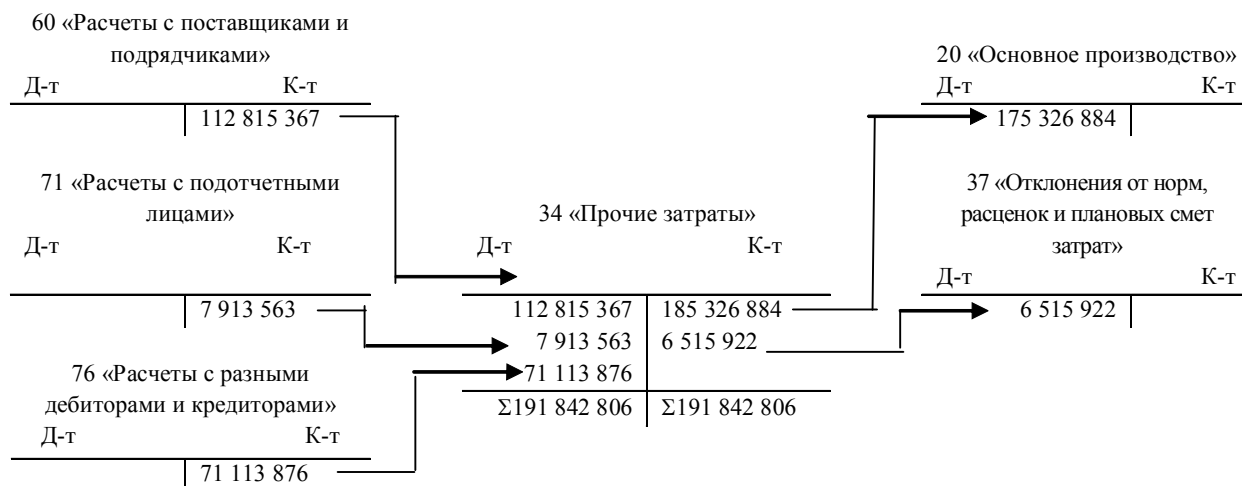 60 «Расчеты с поставщиками и
подрядчиками»
Д-т К-т
112 815 367
71 «Расчеты с подотчетными
лицами»
Д-т К-т
7 913 563
76 «Расчеты с разными
дебиторами и кредиторами»
Д-т К-т
71 113 876
34 «Прочие затраты»
Д-т К-т
112 815 367 185 326 884
7 913 563 6 515 922
71 113 876
Σ191 842 806 Σ191 842 806
20 «Основное производство»
Д-т К-т
175 326 884
37 «Отклонения от норм,
расценок и плановых смет
затрат»
Д-т К-т
6 515 922